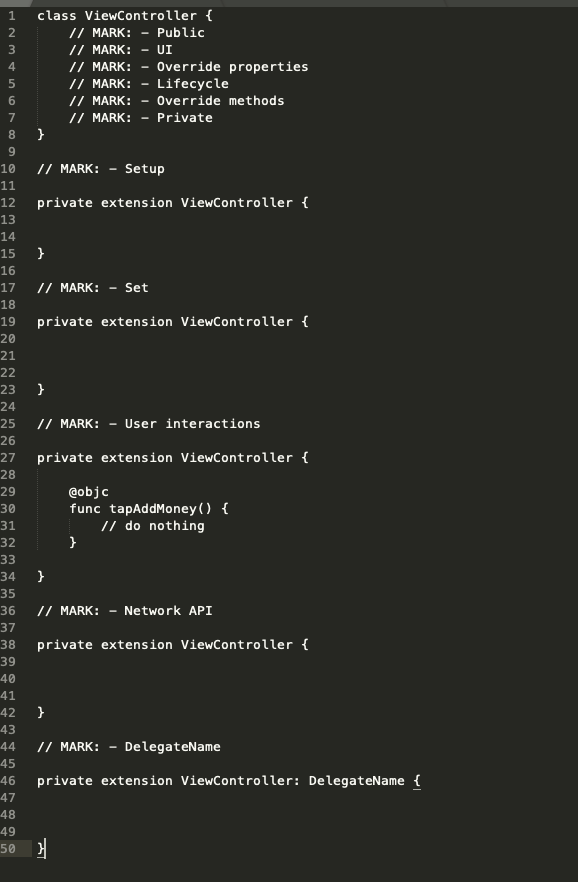 1 class ViewController {
2 // MARK: – Public
3 // MARK: – UI
4 // MARK: – Override properties
5 // MARK: – Lifecycle
6 // MARK: – Override methods
7 // MARK: – Private
8 }
9
10 // MARK: – Setup
11
12 private extension ViewController {
13
14
15 }
16
17 // MARK: – Set
18
19 private extension ViewController {
20
21
22
23 }
24
25 // MARK: – User interactions
26
27 private extension ViewController {
28
29 @objc
30 func tapAddMoney() {
31 // do nothing
32 }
33
34 }
35
36 // MARK: – Network API
37
38 private extension ViewController {
39
40
41
42 }
43
44 // MARK: – DelegateName
45
46 private extension ViewController: DelegateName {
47
48
49
50 }